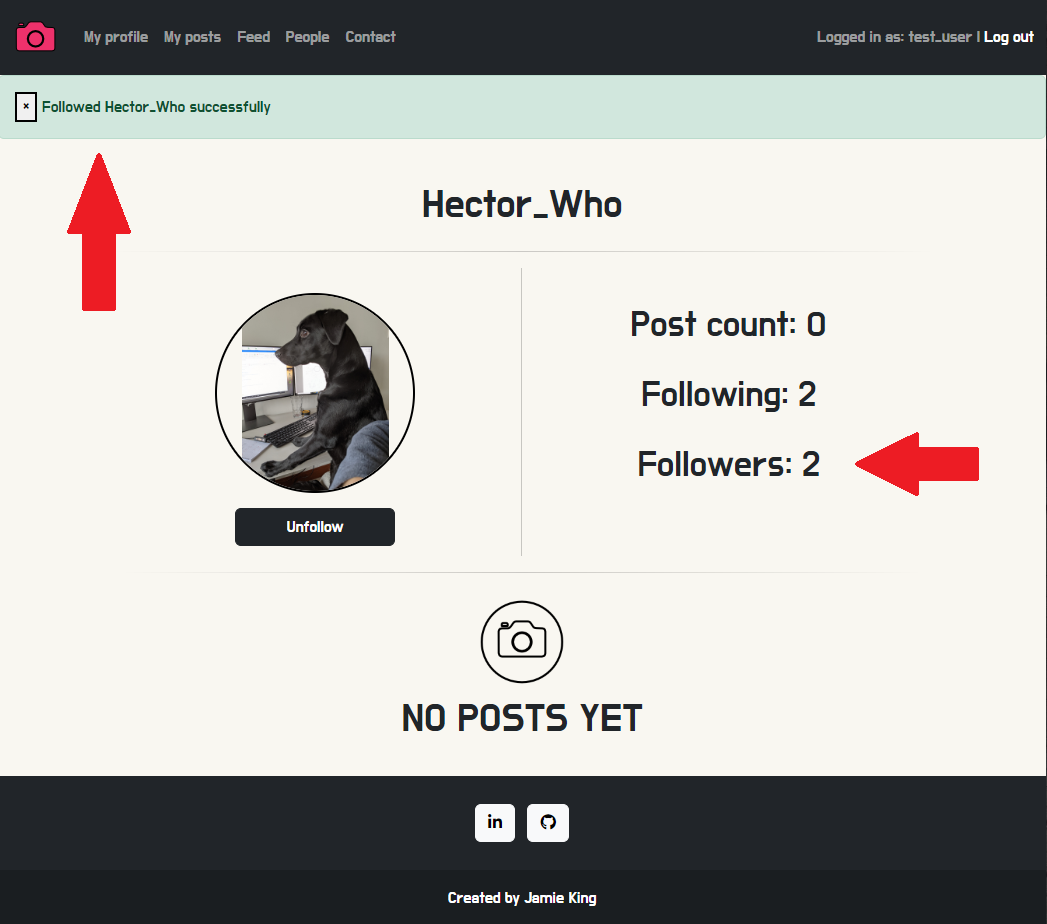 My profile My posts Feed People Contact Logged in as: test_user | Log out
× Followed Hector_Who successfully
Hector_Who
Post count: 0
Following: 2
Followers: 2
Unfollow
NO POSTS YET
in
Created by Jamie King